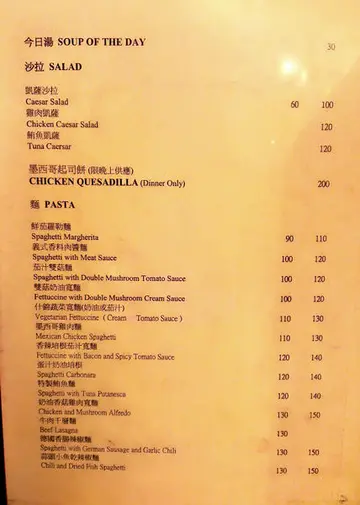 今日湯 SOUP OF THE DAY 30
沙拉 SALAD
凱薩沙拉
Caesar Salad 60 100
雞肉凱薩
Chicken Caesar Salad 120
鮪魚凱薩
Tuna Caersar 120
墨西哥起司餅 (限晚上供應)
CHICKEN QUESADILLA (Dinner Only) 200
麵 PASTA
鮮茄羅勒麵
Spaghetti Margherita 90 110
義式香料肉醬麵
Spaghetti with Meat Sauce 100 120
茄汁雙菇麵
Spaghetti with Double Mushroom Tomato Sauce 100 120
雙菇奶油寬麵
Fettuccine with Double Mushroom Cream Sauce 100 120
什錦蔬菜寬麵(奶油或茄汁)
Vegetarian Fettuccine ( Cream Tomato Sauce ) 110 130
墨西哥雞肉麵
Mexican Chicken Spaghetti 110 130
香辣培根茄汁寬麵
Fettuccine with Bacon and Spicy Tomato Sauce 120 140
蛋汁奶油培根
Spaghetti Carbonara 120 140
特製鮪魚麵
Spaghetti with Tuna Putanesca 120 140
奶油香菇雞肉寬麵
Chicken and Mushroom Alfredo 130 150
牛肉千層麵
Beef Lasagna 130
德國香腸辣椒麵
Spaghetti with German Sausage and Garlic Chili 130 150
蒜香小魚乾辣椒麵
Chili and Dried Fish Spaghetti 130 150